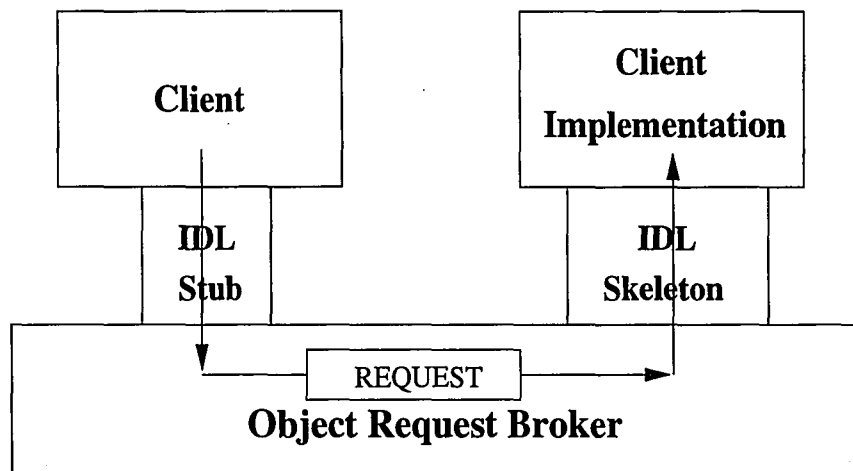 Client
Client
Implementation
IDL
Stub
IDL
Skeleton
REQUEST
Object Request Broker